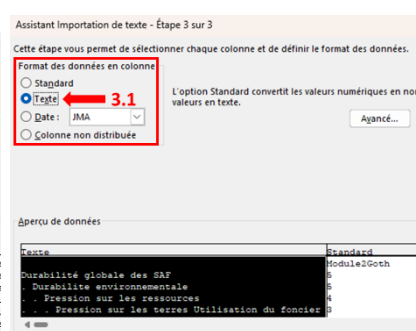 Assistant Importation de texte - Étape 3 sur 3
Cette étape vous permet de sélectionner chaque colonne et de définir le format des données.
Format des données en colonne
Standard
Texte 3.1
Date : JMA
Colonne non distribuée
L'option Standard convertit les valeurs numériques en
valeurs en texte.
Avancé...
Aperçu de données
Texte Standard
Module2Goth
Durabilité globale des SAF 5
. Durabilité environnementale 5
. . Pression sur les ressources 4
. . . Pression sur les terres Utilisation du foncier 3